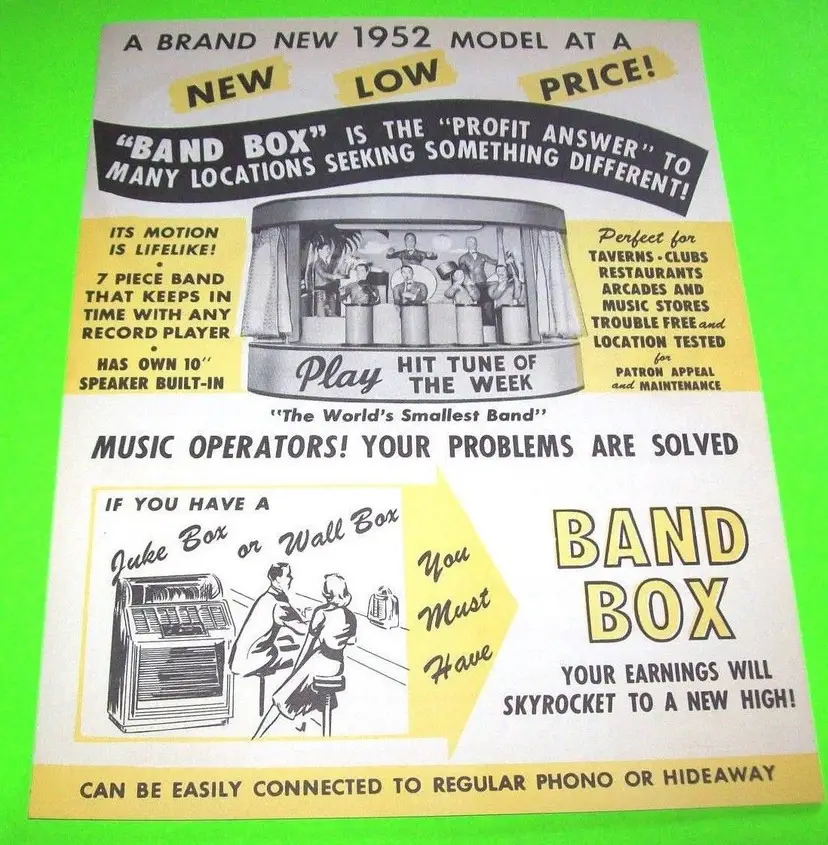 A BRAND NEW 1952 MODEL AT A
NEW LOW PRICE!
"BAND BOX" IS THE "PROFIT ANSWER" TO
MANY LOCATIONS SEEKING SOMETHING DIFFERENT!
ITS MOTION
IS LIFELIKE!
•
7 PIECE BAND
THAT KEEPS IN
TIME WITH ANY
RECORD PLAYER
•
HAS OWN 10"
SPEAKER BUILT-IN
Play HIT TUNE OF
THE WEEK
Perfect for
TAVERNS • CLUBS
RESTAURANTS
ARCADES AND
MUSIC STORES
TROUBLE FREE and
LOCATION TESTED
for
PATRON APPEAL
and MAINTENANCE
"The World's Smallest Band"
MUSIC OPERATORS! YOUR PROBLEMS ARE SOLVED
IF YOU HAVE A
Juke Box or Wall Box
You
Must
Have
BAND
BOX
YOUR EARNINGS WILL
SKYROCKET TO A NEW HIGH!
CAN BE EASILY CONNECTED TO REGULAR PHONO OR HIDEAWAY